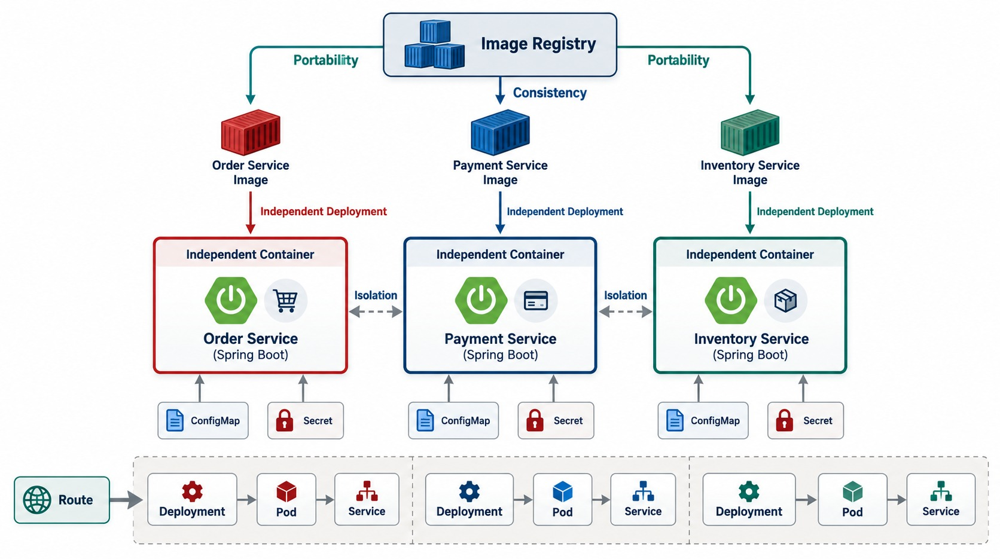 Image Registry
Portability
Portability
Consistency
Order Service
Image
Payment Service
Image
Inventory Service
Image
Independent Deployment
Independent Deployment
Independent Deployment
Independent Container
Independent Container
Independent Container
Isolation
Isolation
Order Service
(Spring Boot)
Payment Service
(Spring Boot)
Inventory Service
(Spring Boot)
ConfigMap
Secret
ConfigMap
Secret
ConfigMap
Secret
Route
Deployment
Pod
Service
Deployment
Pod
Service
Deployment
Pod
Service